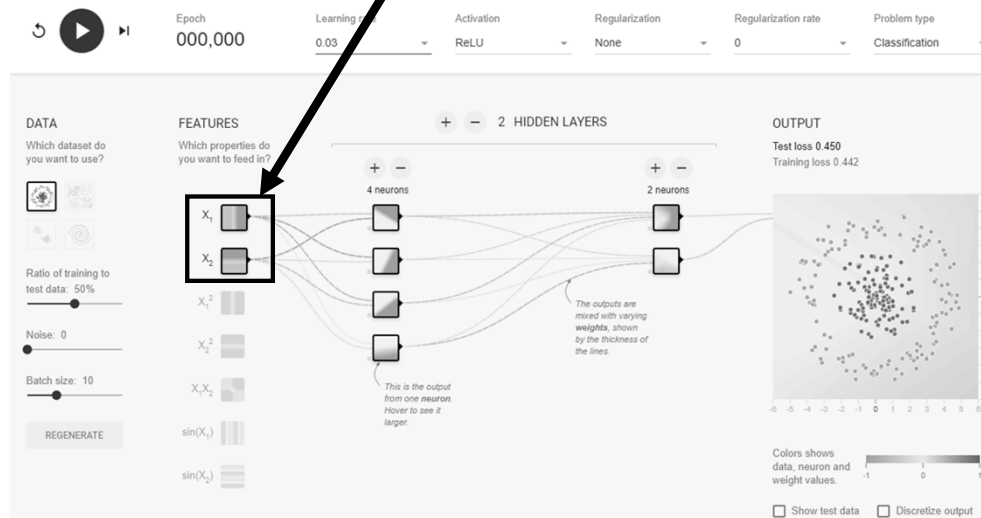 Epoch
000,000
Learning
0.03
Activation
ReLU
Regularization
None
Regularization rate
0
Problem type
Classification
DATA
Which dataset do
you want to use?
Ratio of training to
test data: 50%
Noise: 0
Batch size: 10
REGENERATE
FEATURES
Which properties do
you want to feed in?
X₁
X₂
X₁²
X₂²
X₁X₂
sin(X₁)
sin(X₂)
+ − 2 HIDDEN LAYERS
+ −
4 neurons
+ −
2 neurons
This is the output
from one neuron.
Hover to see it
larger.
The outputs are
mixed with varying
weights, shown
by the thickness of
the lines.
OUTPUT
Test loss 0.450
Training loss 0.442
-6 -5 -4 -3 -2 -1 0 1 2 3 4 5 6
Colors shows
data, neuron and
weight values.
-1 0 1
Show test data
Discretize output